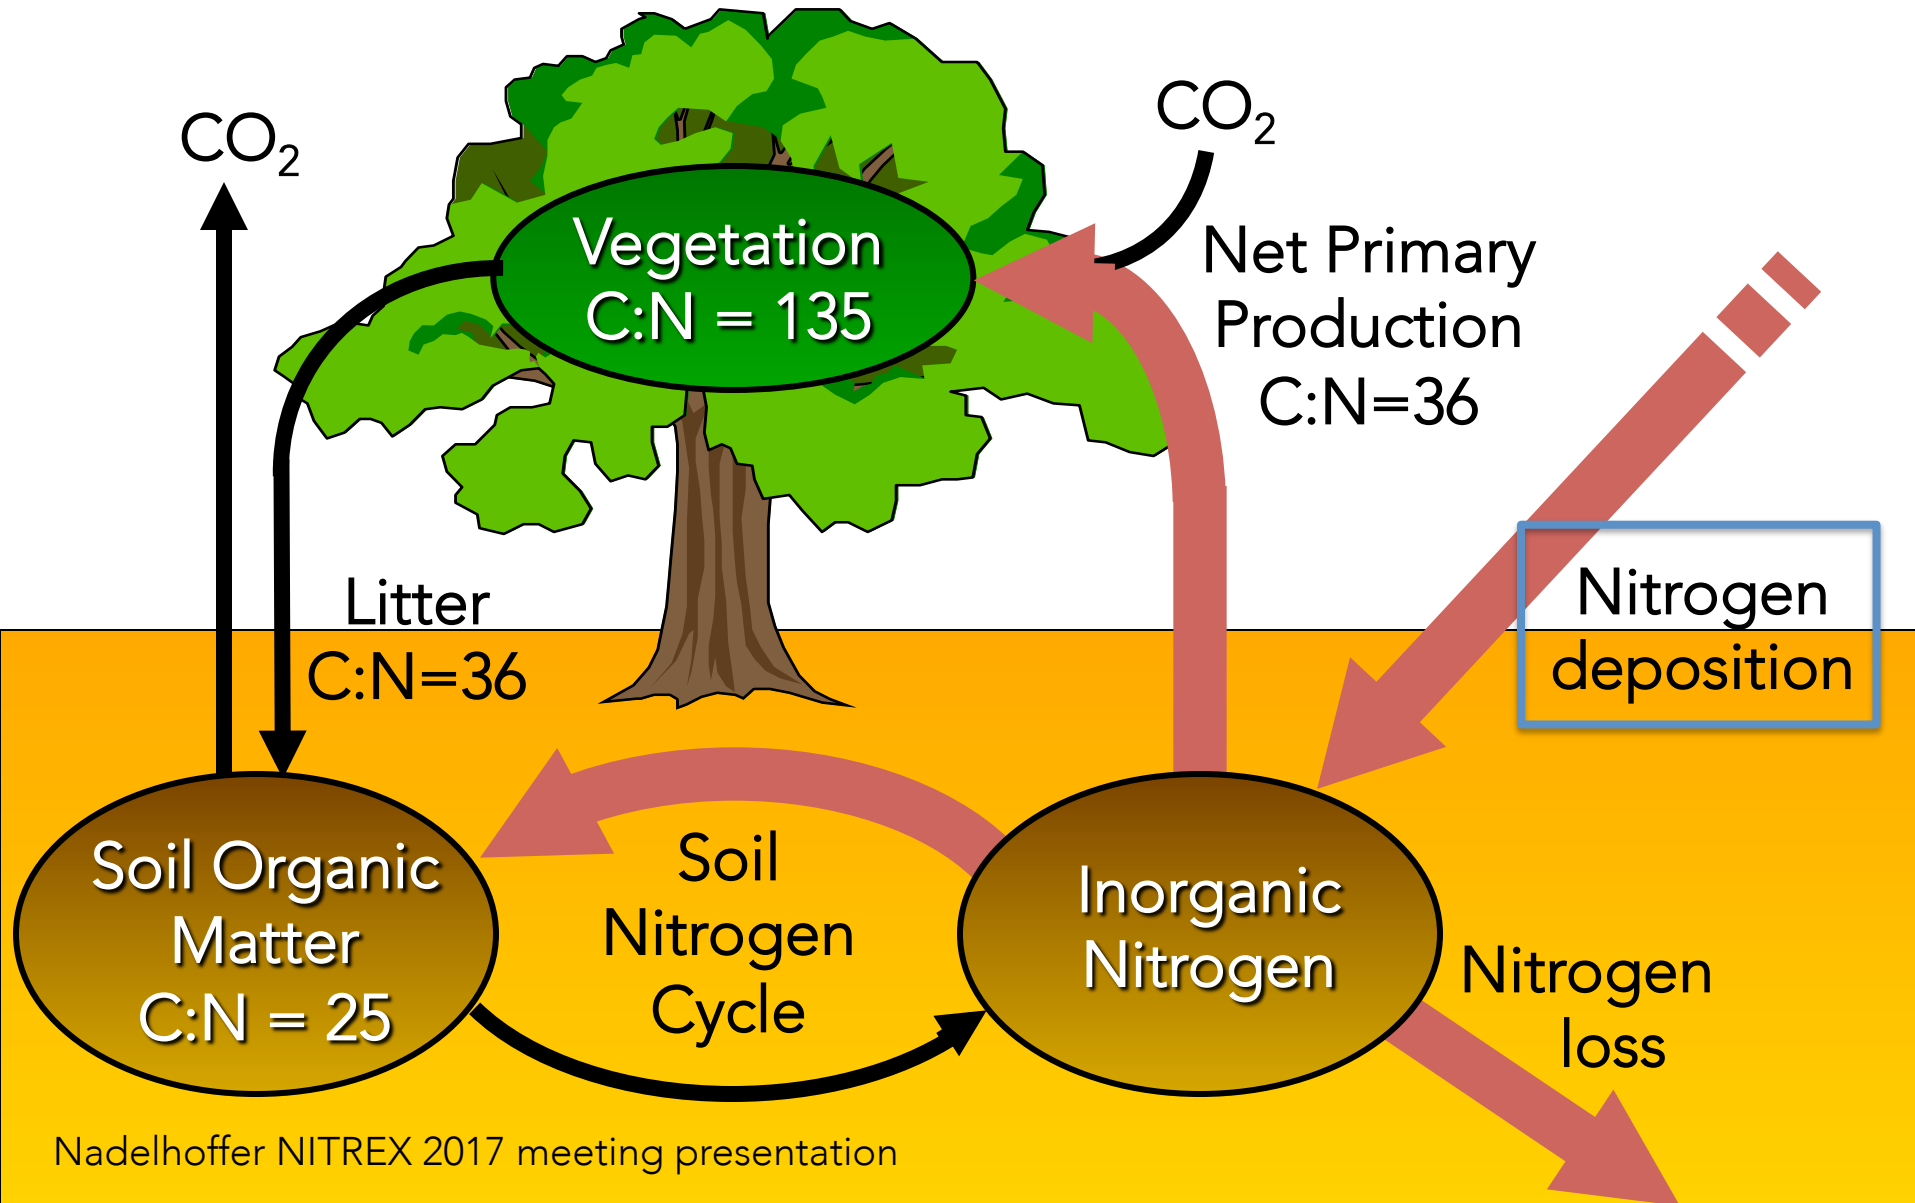 CO₂
CO₂
Vegetation
C:N = 135
Net Primary
Production
C:N=36
Litter
C:N=36
Nitrogen
deposition
Soil Organic
Matter
C:N = 25
Soil
Nitrogen
Cycle
Inorganic
Nitrogen
Nitrogen
loss
Nadelhoffer NITREX 2017 meeting presentation